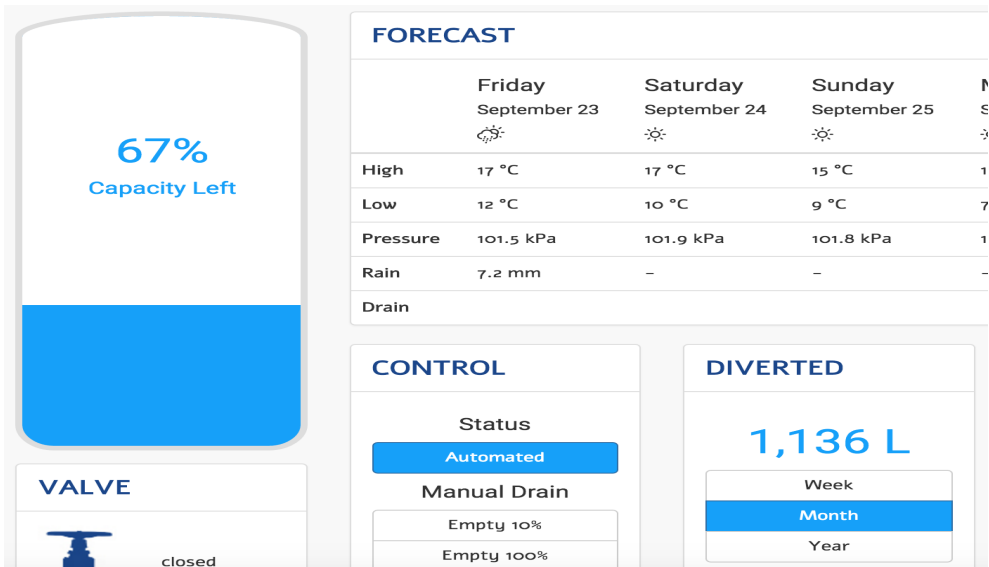 67%
Capacity Left
VALVE
closed
FORECAST
Friday Saturday Sunday
September 23 September 24 September 25
High 17 °C 17 °C 15 °C
Low 12 °C 10 °C 9 °C
Pressure 101.5 kPa 101.9 kPa 101.8 kPa
Rain 7.2 mm – –
Drain
CONTROL
Status
Automated
Manual Drain
Empty 10%
Empty 100%
DIVERTED
1,136 L
Week
Month
Year